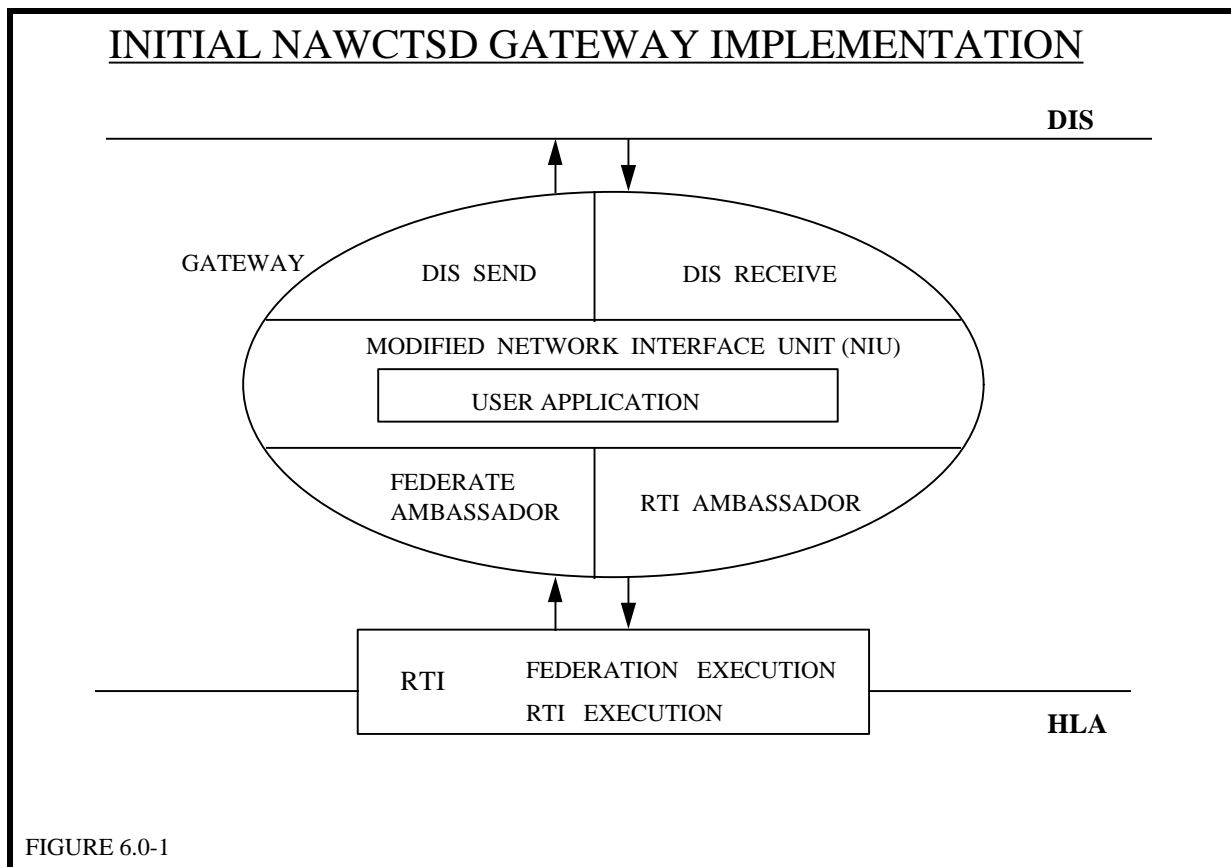 INITIAL NAWCTSD GATEWAY IMPLEMENTATION
DIS
GATEWAY
DIS SEND
DIS RECEIVE
MODIFIED NETWORK INTERFACE UNIT (NIU)
USER APPLICATION
FEDERATE
AMBASSADOR
RTI AMBASSADOR
RTI
FEDERATION EXECUTION
RTI EXECUTION
HLA
FIGURE 6.0-1